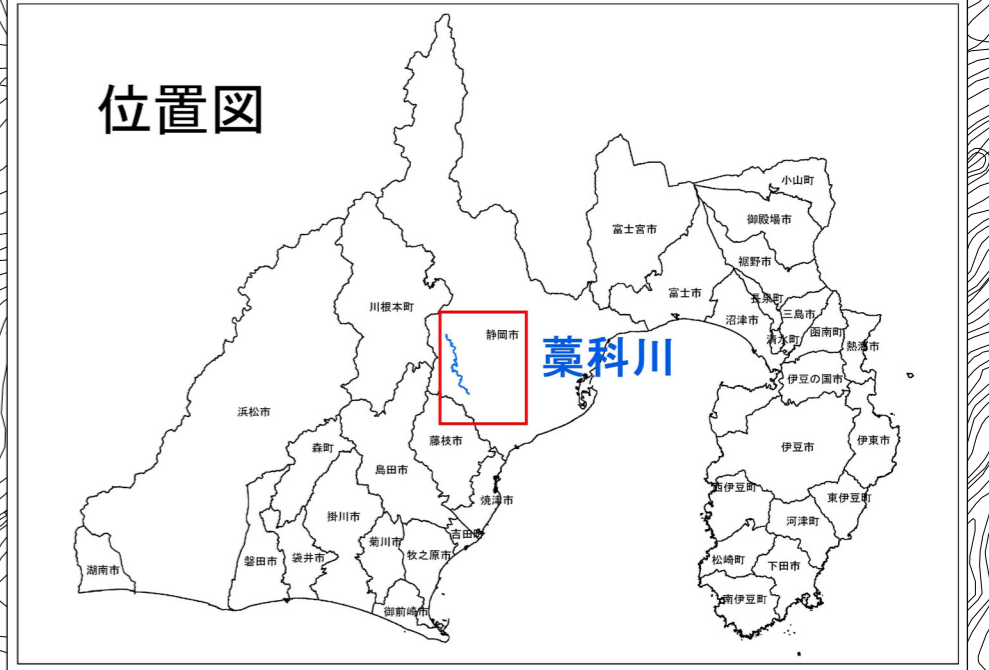 位置図
小山町
御殿場市
富士宮市
裾野市
富士市
長泉町
川根本町
三島市
沼津市
函南町
静岡市
清水町
熱海市
藁科川
伊豆の国市
浜松市
藤枝市
伊東市
森町
伊豆市
島田市
西伊豆町
東伊豆町
焼津市
掛川市
河津町
吉田町
菊川市
牧之原市
袋井市
磐田市
松崎町
下田市
湖南市
南伊豆町
御前崎市